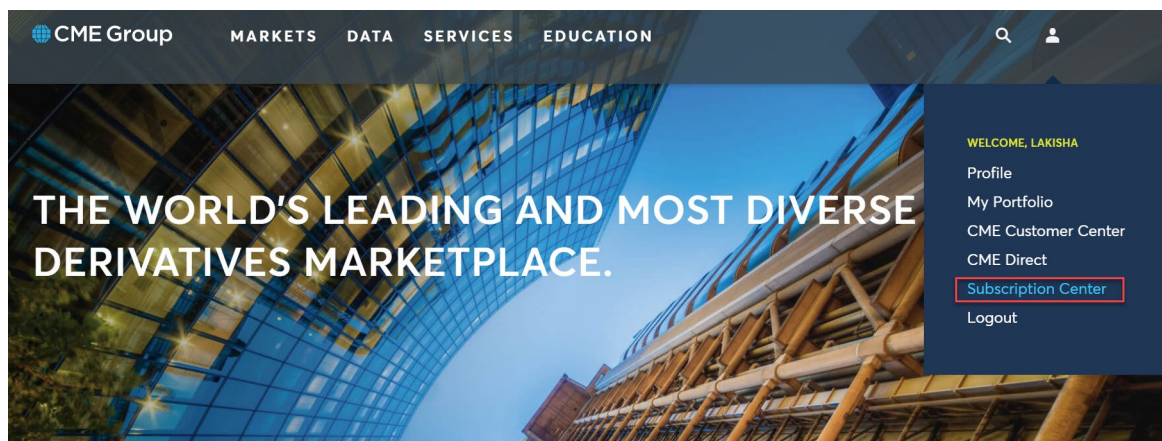 CME Group
MARKETS DATA SERVICES EDUCATION
WELCOME, LAKISHA
Profile
My Portfolio
CME Customer Center
CME Direct
Subscription Center
Logout
THE WORLD'S LEADING AND MOST DIVERSE
DERIVATIVES MARKETPLACE.